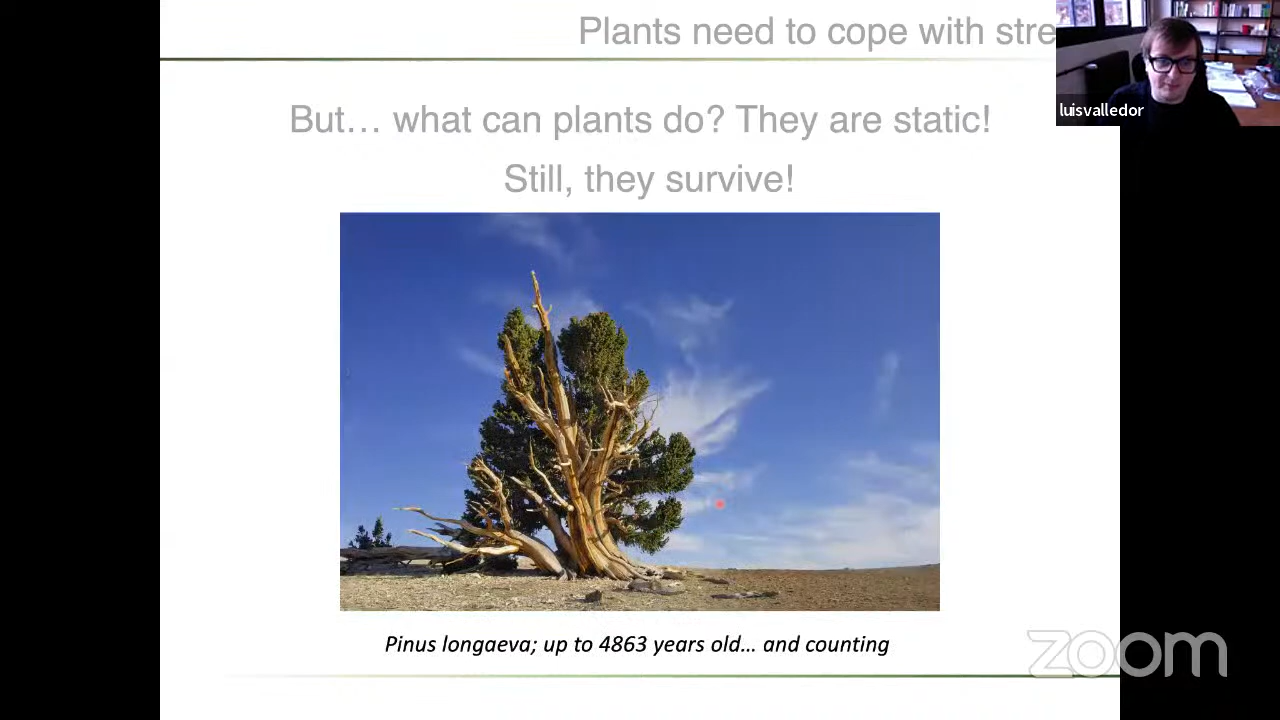 Plants need to cope with stre
luisvalledor
But... what can plants do? They are static!
Still, they survive!
Pinus longaeva; up to 4863 years old... and counting
zoom